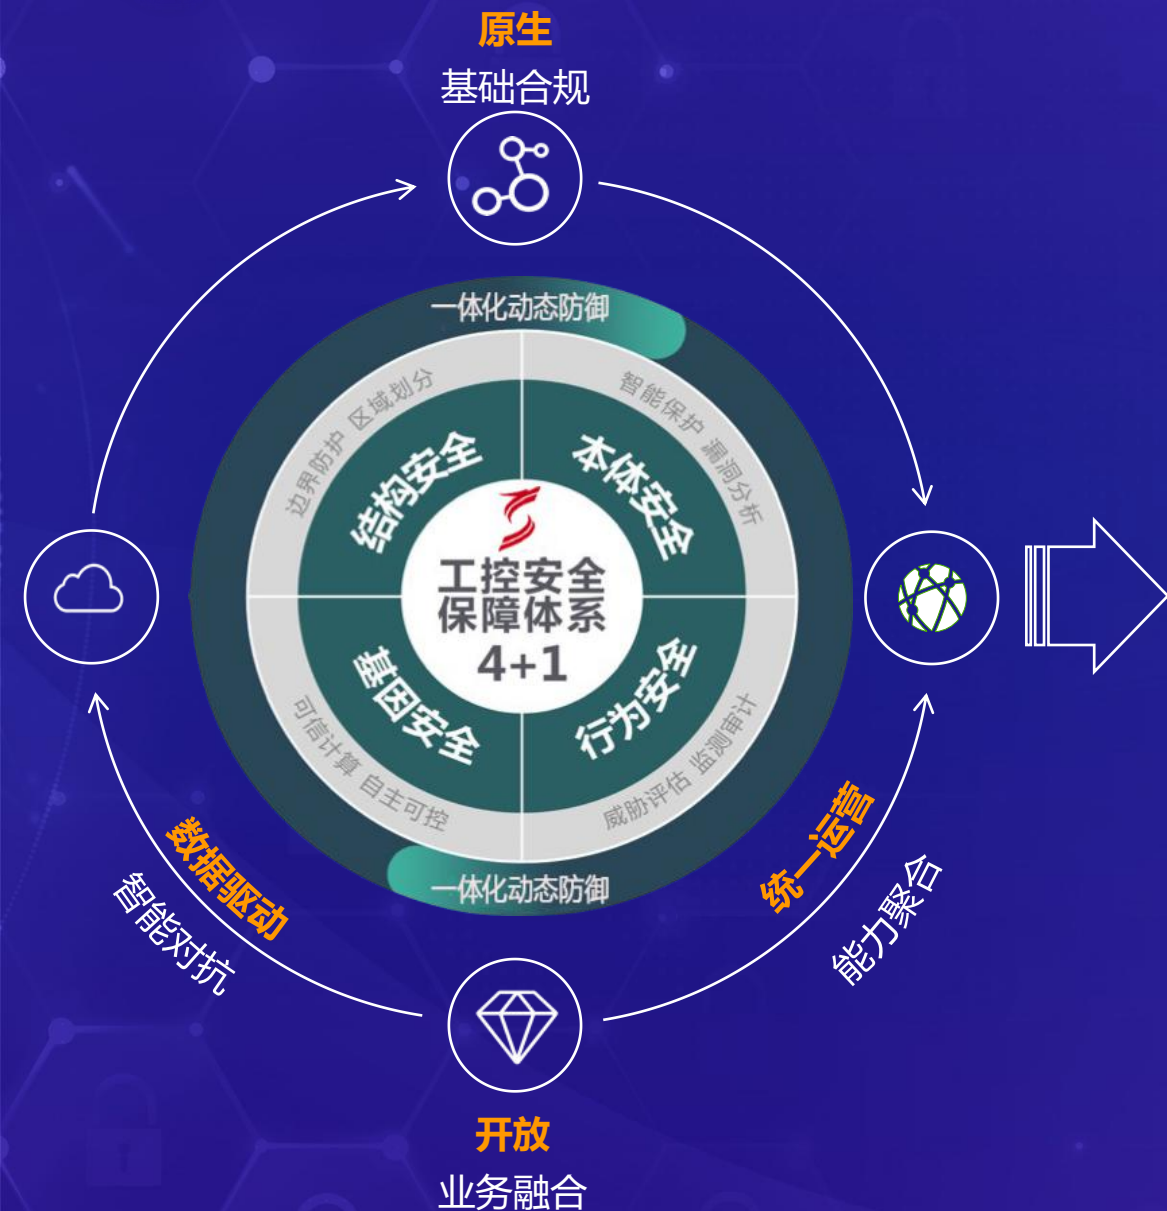 原生
基础合规
一体化动态防御
边界防护 区域划分
智能保护 漏洞分析
结构安全
本体安全
工控安全
保障体系
4+1
基因安全
行为安全
可信计算 自主可控
威胁评估 监测审计
一体化动态防御
数据驱动
智能对抗
统一运营
能力聚合
开放
业务融合